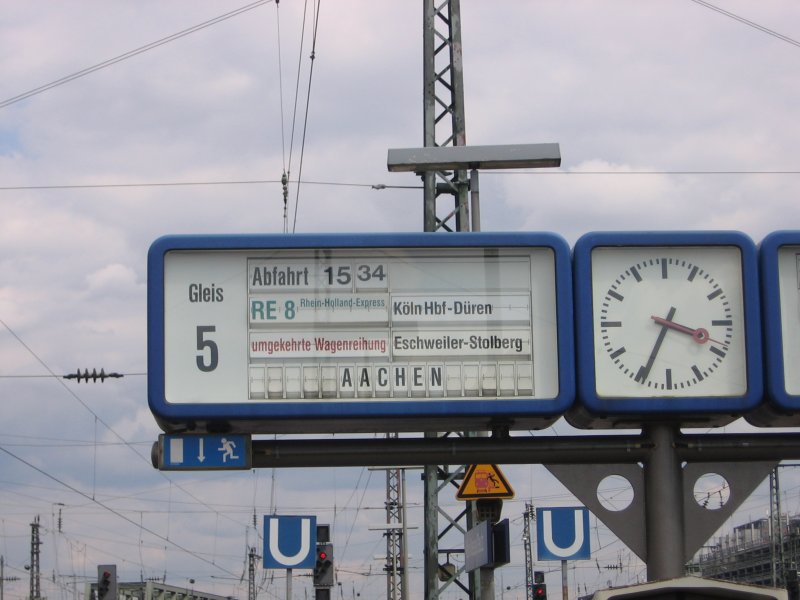 Gleis
5
Abfahrt 15 34
RE 8 Rhein-Holland-Express Köln Hbf-Düren
umgekehrte Wagenreihung Eschweiler-Stolberg
AACHEN
U U